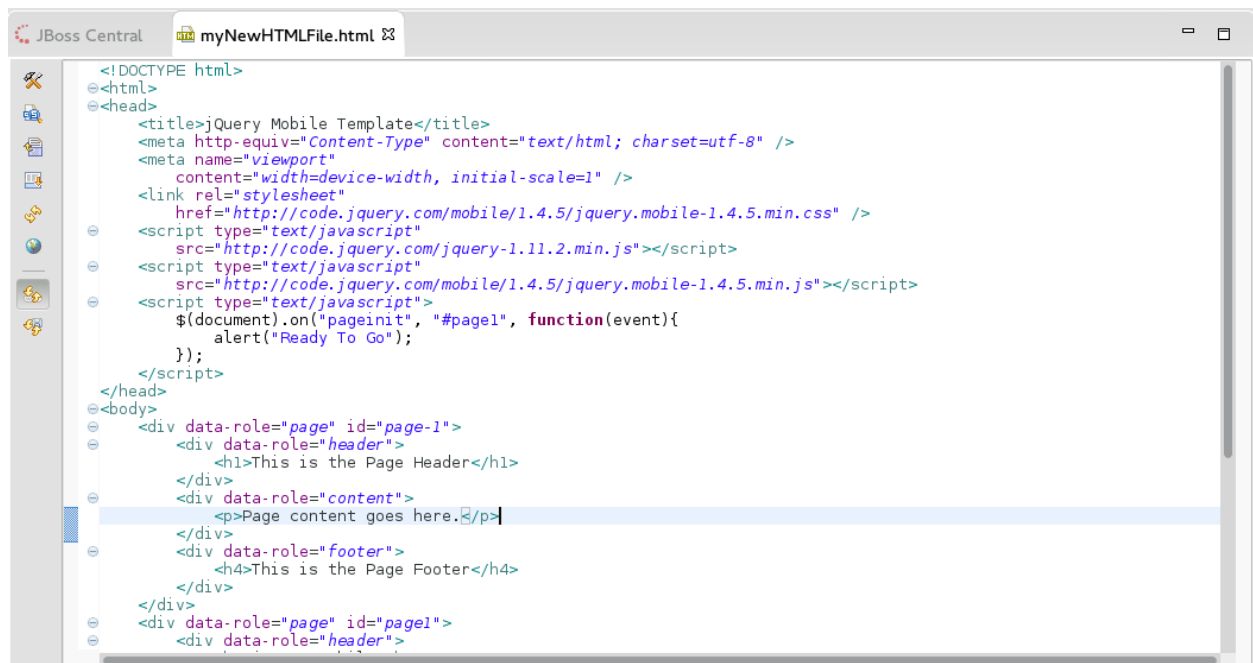 JBoss Central
myNewHTMLFile.html
<!DOCTYPE html>
<html>
<head>
    <title>jQuery Mobile Template</title>
    <meta http-equiv="Content-Type" content="text/html; charset=utf-8" />
    <meta name="viewport"
        content="width=device-width, initial-scale=1" />
    <link rel="stylesheet"
        href="http://code.jquery.com/mobile/1.4.5/jquery.mobile-1.4.5.min.css" />
    <script type="text/javascript"
        src="http://code.jquery.com/jquery-1.11.2.min.js"></script>
    <script type="text/javascript"
        src="http://code.jquery.com/mobile/1.4.5/jquery.mobile-1.4.5.min.js"></script>
    <script type="text/javascript">
        $(document).on("pageinit", "#page1", function(event){
            alert("Ready To Go");
        });
    </script>
</head>
<body>
    <div data-role="page" id="page-1">
        <div data-role="header">
            <h1>This is the Page Header</h1>
        </div>
        <div data-role="content">
            <p>Page content goes here.</p>
        </div>
        <div data-role="footer">
            <h4>This is the Page Footer</h4>
        </div>
    </div>
    <div data-role="page" id="page1">
        <div data-role="header">